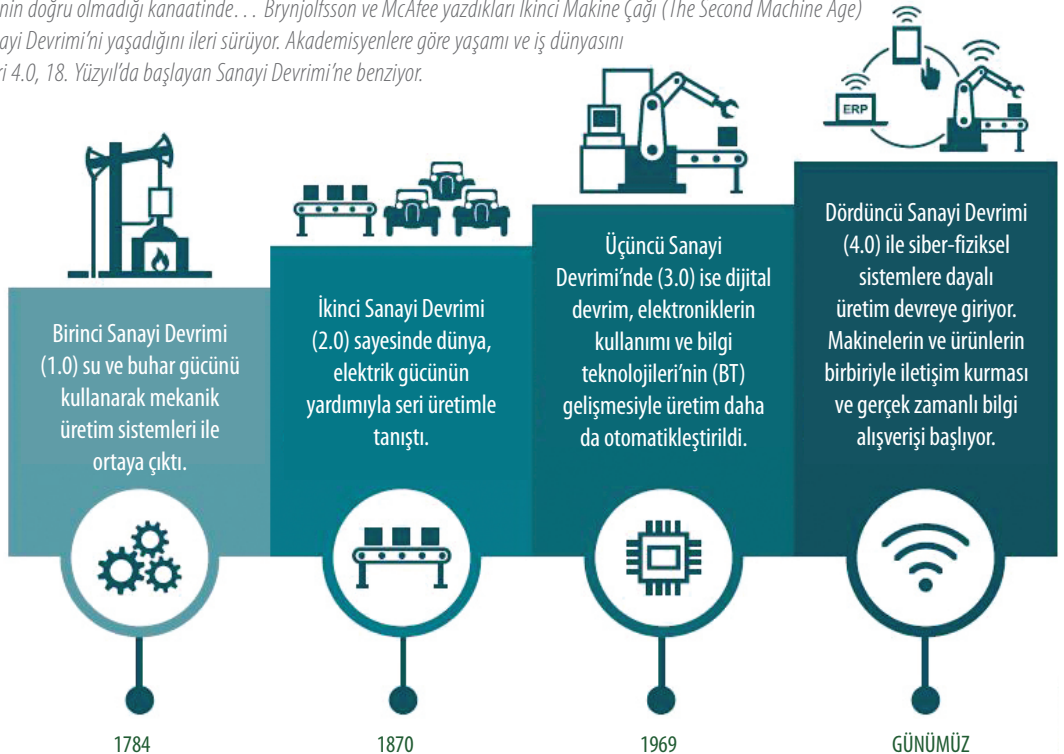 nin doğru olmadığı kanaatinde… Brynjolfsson ve McAfee yazdıkları İkinci Makine Çağı (The Second Machine Age)
ayi Devrimi’ni yaşadığını ileri sürüyor. Akademisyenlere göre yaşamı ve iş dünyasını
ri 4.0, 18. Yüzyıl’da başlayan Sanayi Devrimi’ne benziyor.
ERP
Birinci Sanayi Devrimi
(1.0) su ve buhar gücünü
kullanarak mekanik
üretim sistemleri ile
ortaya çıktı.
İkinci Sanayi Devrimi
(2.0) sayesinde dünya,
elektrik gücünün
yardımıyla seri üretimle
tanıştı.
Üçüncü Sanayi
Devrimi’nde (3.0) ise dijital
devrim, elektroniklerin
kullanımı ve bilgi
teknolojileri’nin (BT)
gelişmesiyle üretim daha
da otomatikleştirildi.
Dördüncü Sanayi Devrimi
(4.0) ile siber-fiziksel
sistemlere dayalı
üretim devreye giriyor.
Makinelerin ve ürünlerin
birbiriyle iletişim kurması
ve gerçek zamanlı bilgi
alışverişi başlıyor.
1784
1870
1969
GÜNÜMÜZ